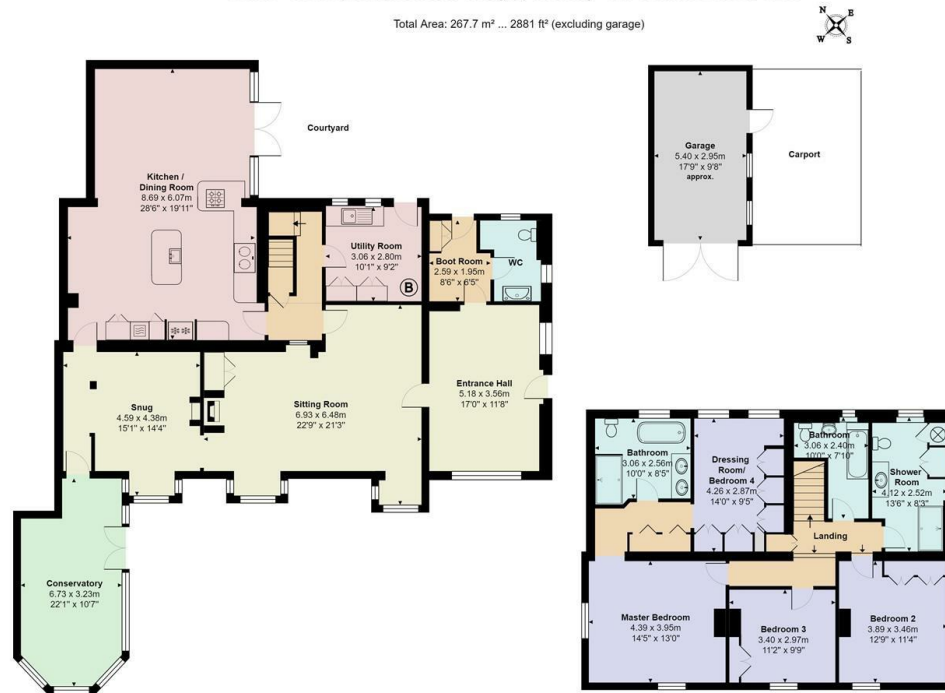 Total Area: 267.7 m² ... 2881 ft² (excluding garage)
N
E
W
S
Courtyard
Kitchen /
Dining Room
8.69 x 6.07m
28'6" x 19'11"
Utility Room
3.06 x 2.80m
10'1" x 9'2"
B
Boot Room
2.59 x 1.95m
8'6" x 6'5"
WC
Garage
5.40 x 2.95m
17'9" x 9'8"
approx.
Carport
Snug
4.59 x 4.38m
15'1" x 14'4"
Sitting Room
6.93 x 6.48m
22'9" x 21'3"
Entrance Hall
5.18 x 3.56m
17'0" x 11'8"
Conservatory
6.73 x 3.23m
22'1" x 10'7"
Bathroom
3.06 x 2.56m
10'0" x 8'5"
Dressing
Room/
Bedroom 4
4.26 x 2.87m
14'0" x 9'5"
Bathroom
3.06 x 2.40m
10'0" x 7'10"
Shower
Room
4.12 x 2.52m
13'6" x 8'3"
Landing
Master Bedroom
4.39 x 3.95m
14'5" x 13'0"
Bedroom 3
3.40 x 2.97m
11'2" x 9'9"
Bedroom 2
3.89 x 3.46m
12'9" x 11'4"